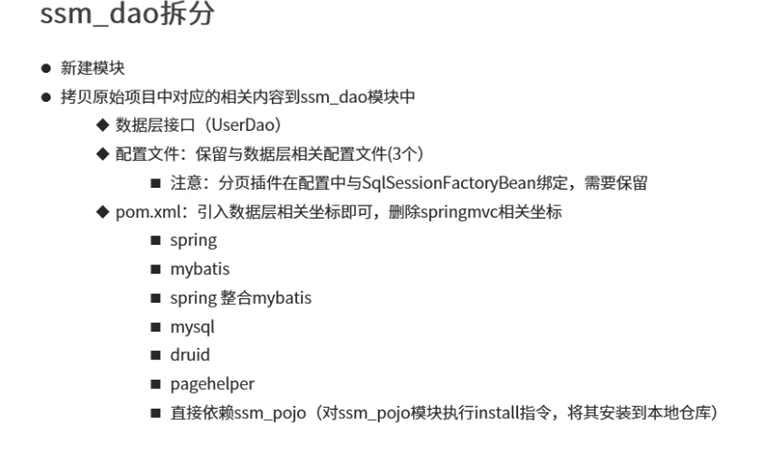 ssm_dao拆分
● 新建模块
● 拷贝原始项目中对应的相关内容到ssm_dao模块中
◆ 数据层接口（UserDao）
◆ 配置文件：保留与数据层相关配置文件(3个）
■ 注意：分页插件在配置中与SqlSessionFactoryBean绑定，需要保留
◆ pom.xml：引入数据层相关坐标即可，删除springmvc相关坐标
■ spring
■ mybatis
■ spring 整合mybatis
■ mysql
■ druid
■ pagehelper
■ 直接依赖ssm_pojo（对ssm_pojo模块执行install指令，将其安装到本地仓库）